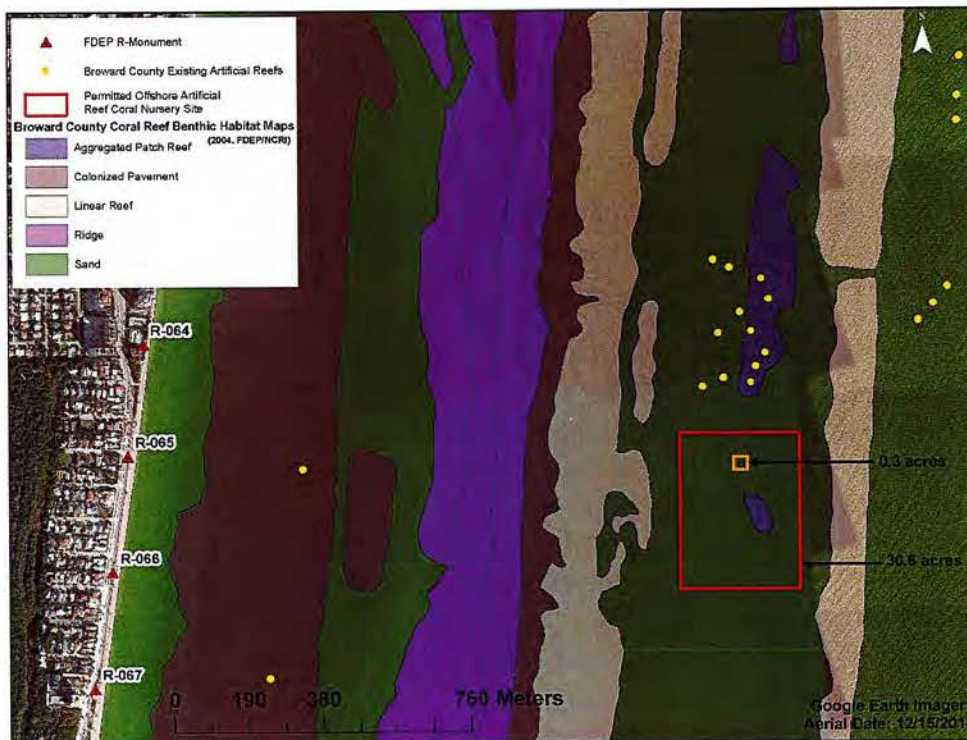 FDEP R-Monument
Broward County Existing Artificial Reefs
Permitted Offshore Artificial
Reef Coral Nursery Site
Broward County Coral Reef Benthic Habitat Maps
(2004. FDEP/NCRI)
Aggregated Patch Reef
Colonized Pavement
Linear Reef
Ridge
Sand
N
R-064
R-065
0.3 acres
R-066
30.6 acres
R-067
0 190 380 760 Meters
Google Earth Imager
Aerial Date: 12/15/201